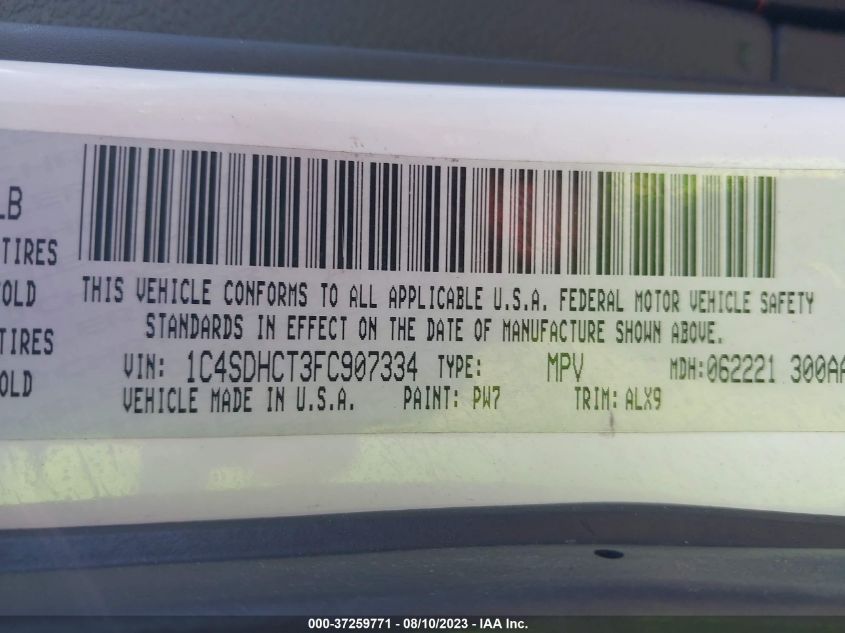 LB
TIRES
OLD
TIRES
OLD
THIS VEHICLE CONFORMS TO ALL APPLICABLE U.S.A. FEDERAL MOTOR VEHICLE SAFETY
STANDARDS IN EFFECT ON THE DATE OF MANUFACTURE SHOWN ABOVE.
VIN: 1C4SDHCT3FC907334 TYPE: MPV MDH:062221 300AA
VEHICLE MADE IN U.S.A. PAINT: PW7 TRIM: ALX9
000-37259771 - 08/10/2023 - IAA Inc.